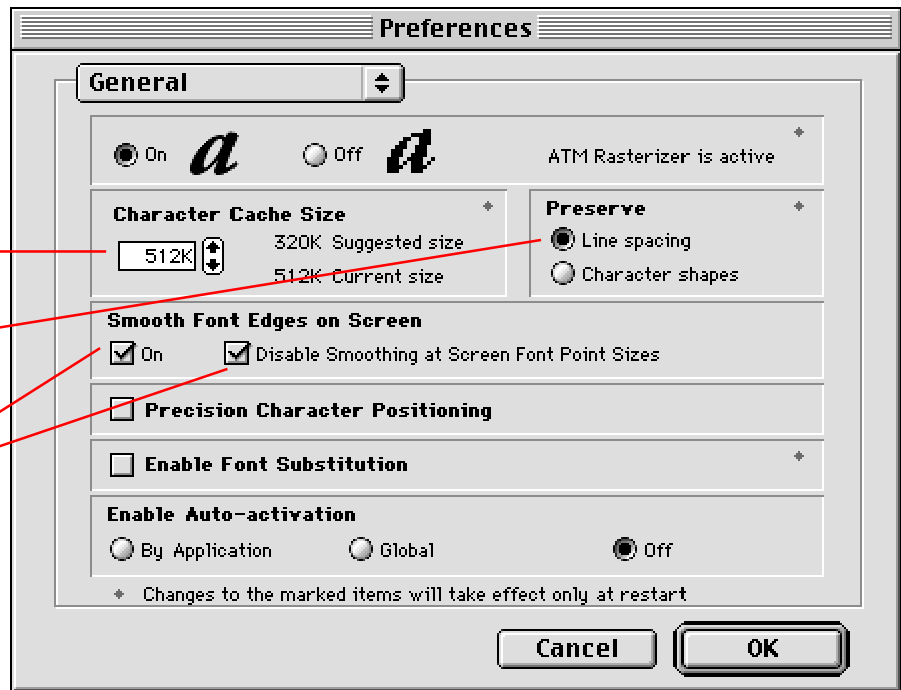 Preferences
General
On a Off a ATM Rasterizer is active
Character Cache Size
512K 320K Suggested size
512K Current size
Preserve
Line spacing
Character shapes
Smooth Font Edges on Screen
On Disable Smoothing at Screen Font Point Sizes
Precision Character Positioning
Enable Font Substitution
Enable Auto-activation
By Application Global Off
Changes to the marked items will take effect only at restart
Cancel OK